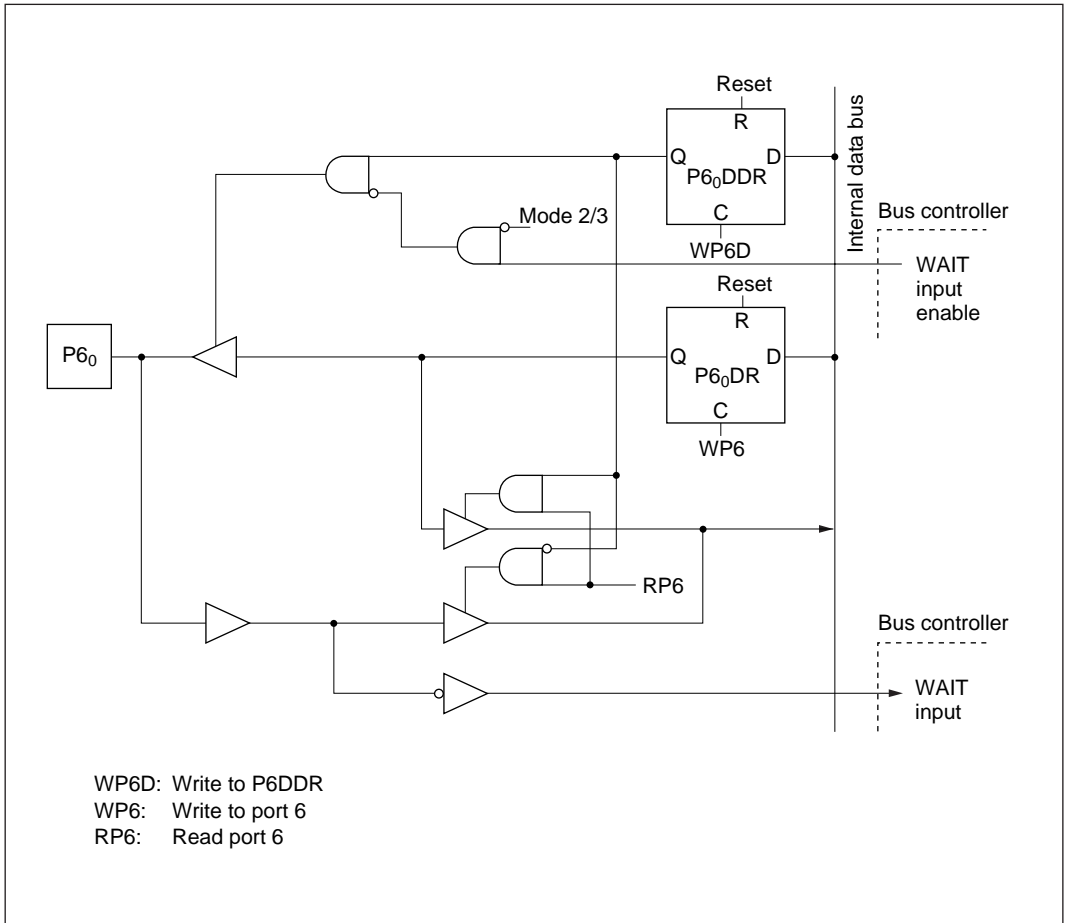 Reset
R
Q D
P6₀DDR
C
WP6D
Internal data bus
Mode 2/3
Bus controller
WAIT
input
enable
Reset
R
Q D
P6₀DR
C
WP6
P6₀
RP6
Bus controller
WAIT
input
WP6D: Write to P6DDR
WP6: Write to port 6
RP6: Read port 6